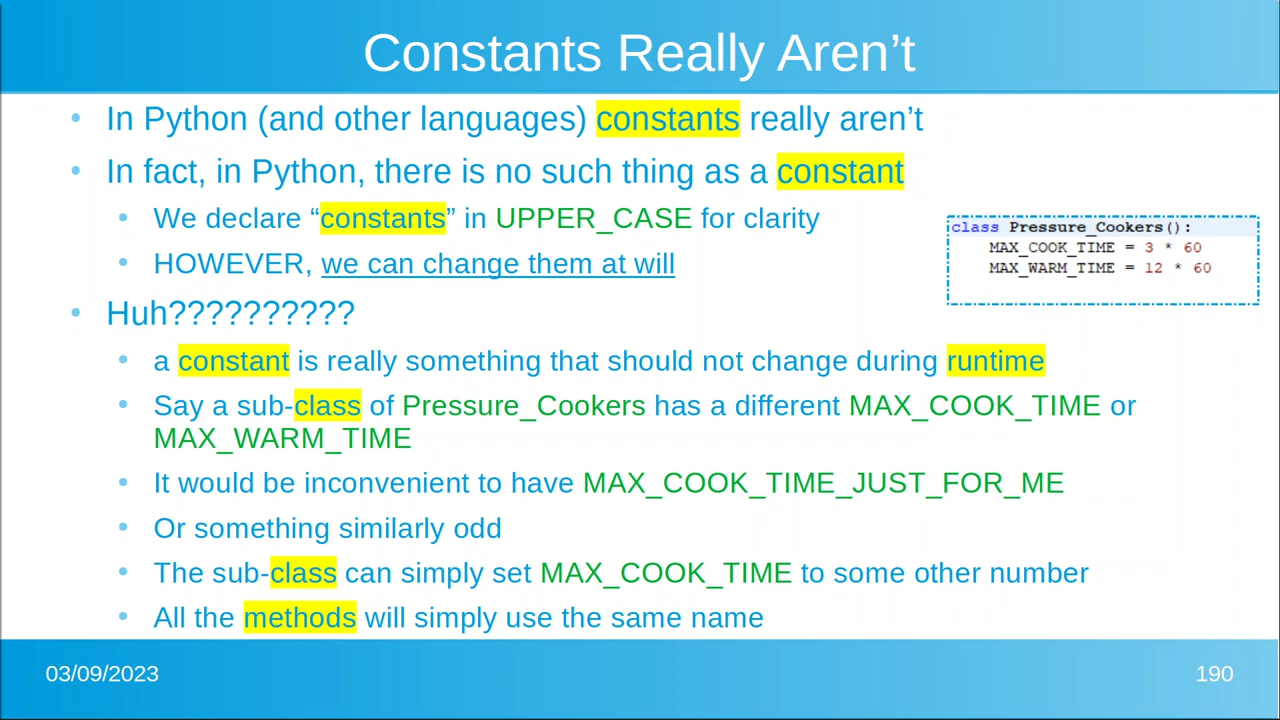 Constants Really Aren’t
• In Python (and other languages) constants really aren’t
• In fact, in Python, there is no such thing as a constant
• We declare “constants” in UPPER_CASE for clarity
• HOWEVER, we can change them at will
class Pressure_Cookers():
MAX_COOK_TIME = 3 * 60
MAX_WARM_TIME = 12 * 60
• Huh??????????
• a constant is really something that should not change during runtime
• Say a sub-class of Pressure_Cookers has a different MAX_COOK_TIME or
MAX_WARM_TIME
• It would be inconvenient to have MAX_COOK_TIME_JUST_FOR_ME
• Or something similarly odd
• The sub-class can simply set MAX_COOK_TIME to some other number
• All the methods will simply use the same name
03/09/2023
190